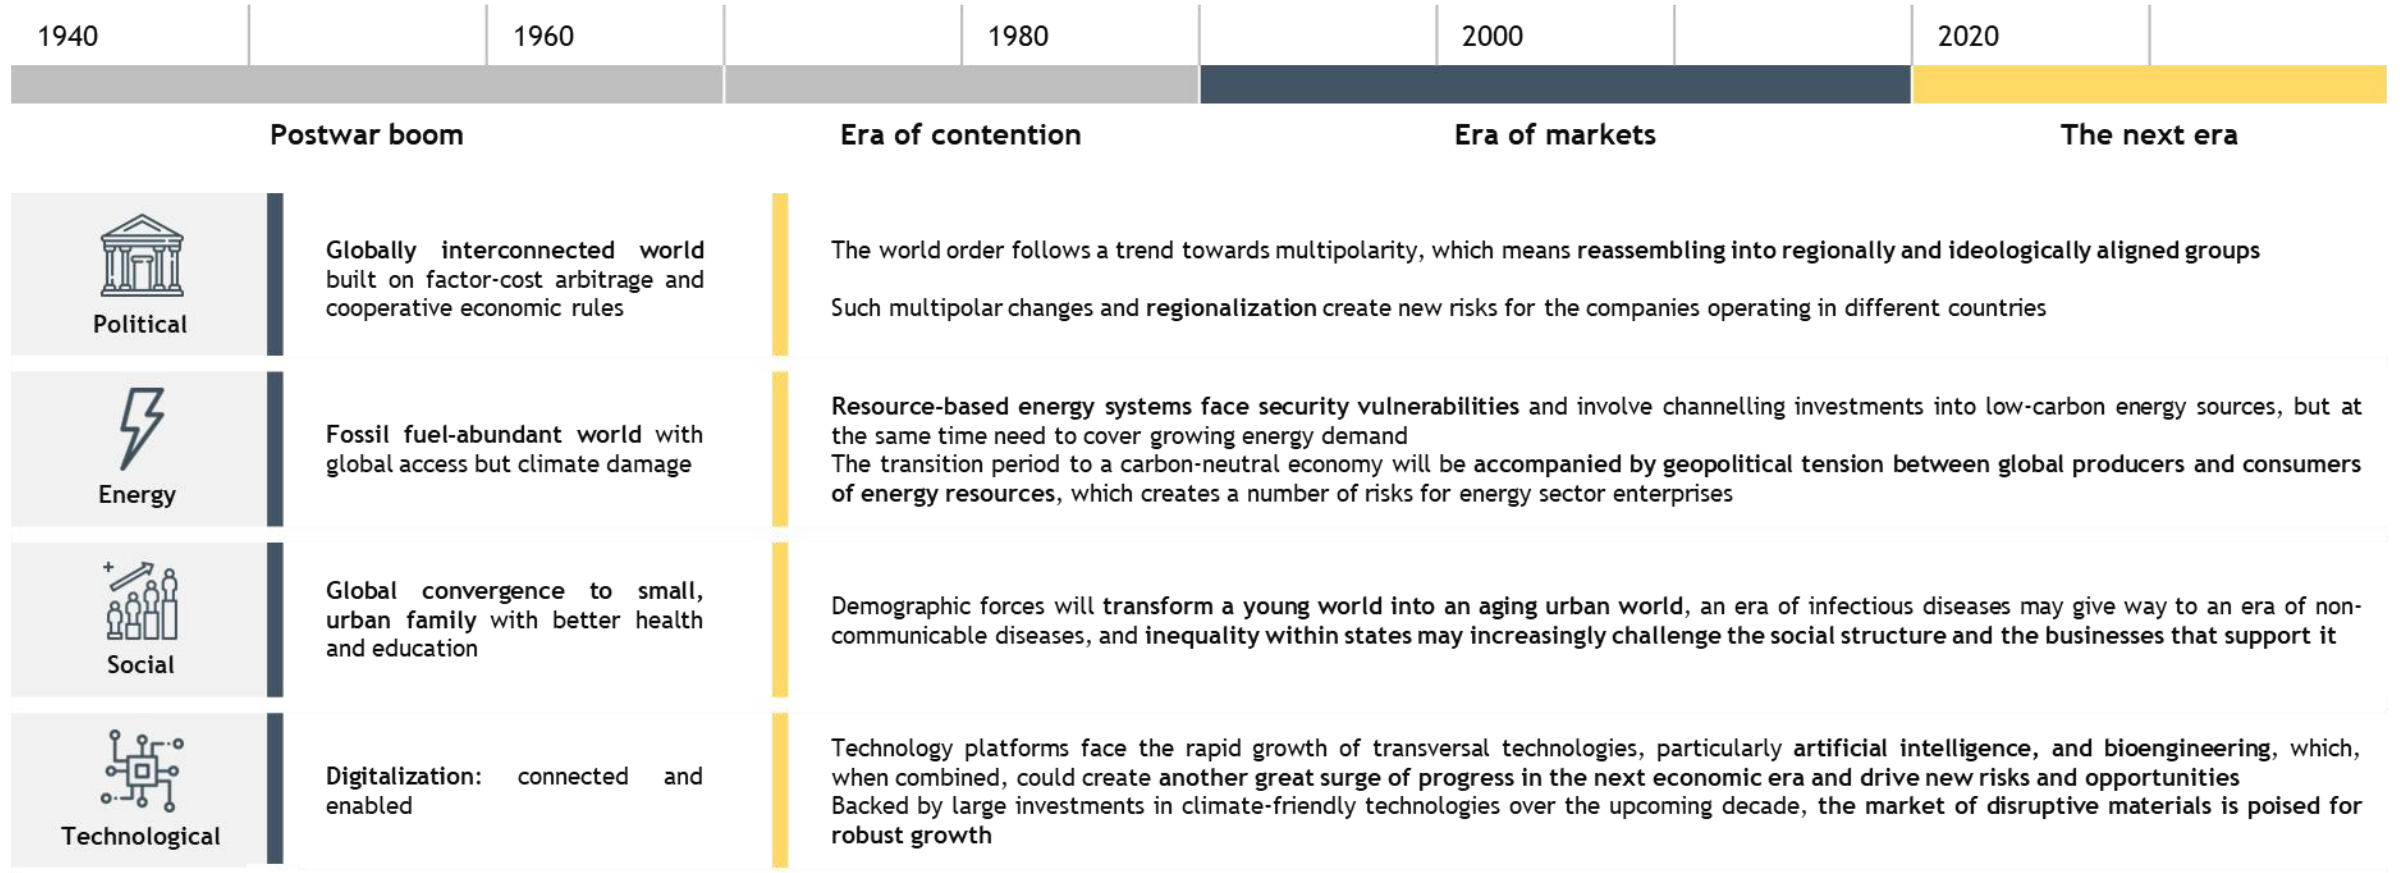 1940
1960
1980
2000
2020
Postwar boom
Era of contention
Era of markets
The next era
Political
Globally interconnected world
built on factor-cost arbitrage and
cooperative economic rules
The world order follows a trend towards multipolarity, which means reassembling into regionally and ideologically aligned groups
Such multipolar changes and regionalization create new risks for the companies operating in different countries
Energy
Fossil fuel-abundant world with
global access but climate damage
Resource-based energy systems face security vulnerabilities and involve channelling investments into low-carbon energy sources, but at
the same time need to cover growing energy demand
The transition period to a carbon-neutral economy will be accompanied by geopolitical tension between global producers and consumers
of energy resources, which creates a number of risks for energy sector enterprises
Social
Global convergence to small,
urban family with better health
and education
Demographic forces will transform a young world into an aging urban world, an era of infectious diseases may give way to an era of non-
communicable diseases, and inequality within states may increasingly challenge the social structure and the businesses that support it
Technological
Digitalization: connected and
enabled
Technology platforms face the rapid growth of transversal technologies, particularly artificial intelligence, and bioengineering, which,
when combined, could create another great surge of progress in the next economic era and drive new risks and opportunities
Backed by large investments in climate-friendly technologies over the upcoming decade, the market of disruptive materials is poised for
robust growth